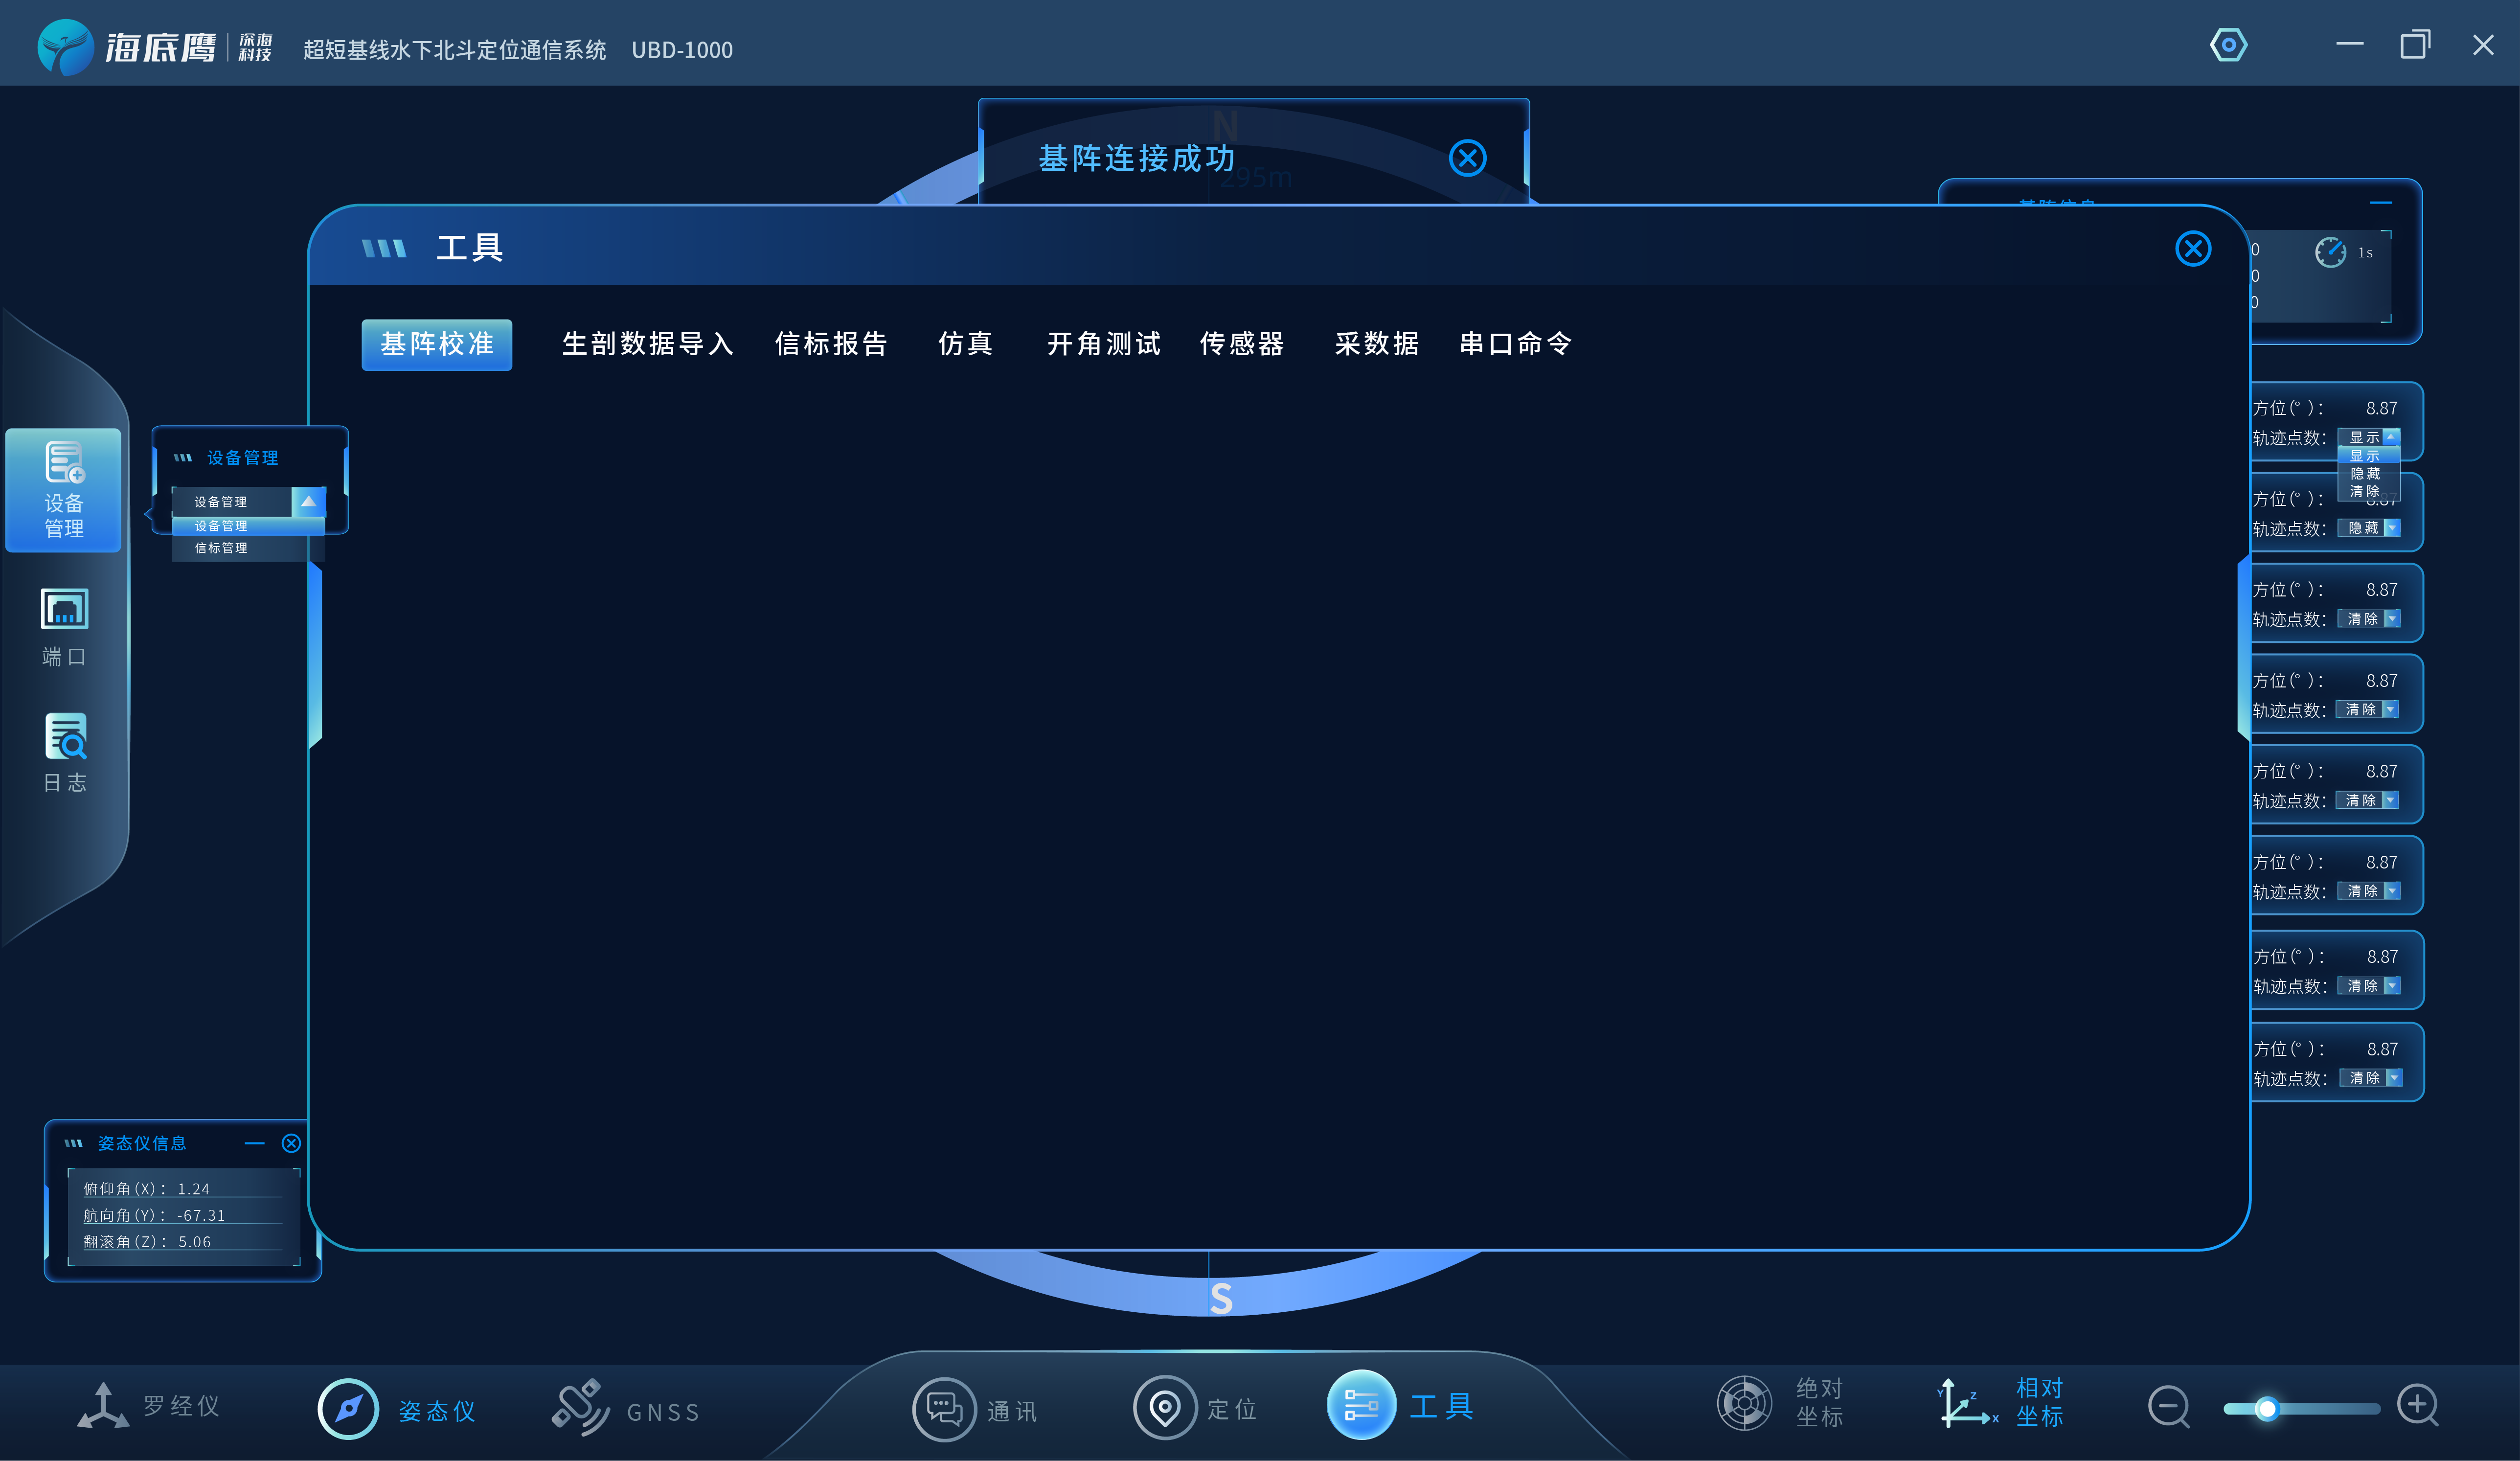 海底鹰 深海科技 超短基线水下北斗定位通信系统 UBD-1000
N
基阵连接成功
295m
基阵信息
工具
0
1s
0
0
基阵校准 生剖数据导入 信标报告 仿真 开角测试 传感器 采数据 串口命令
设备管理
端口
日志
设备管理
设备管理
设备管理
信标管理
方位(°): 8.87
轨迹点数: 显示
显示
隐藏
清除
方位(°): 8.87
轨迹点数: 隐藏
方位(°): 8.87
轨迹点数: 清除
方位(°): 8.87
轨迹点数: 清除
方位(°): 8.87
轨迹点数: 清除
方位(°): 8.87
轨迹点数: 清除
方位(°): 8.87
轨迹点数: 清除
方位(°): 8.87
轨迹点数: 清除
姿态仪信息
俯仰角(X): 1.24
航向角(Y): -67.31
翻滚角(Z): 5.06
S
罗经仪 姿态仪 GNSS 通讯 定位 工具
绝对
坐标
Y Z X
相对
坐标